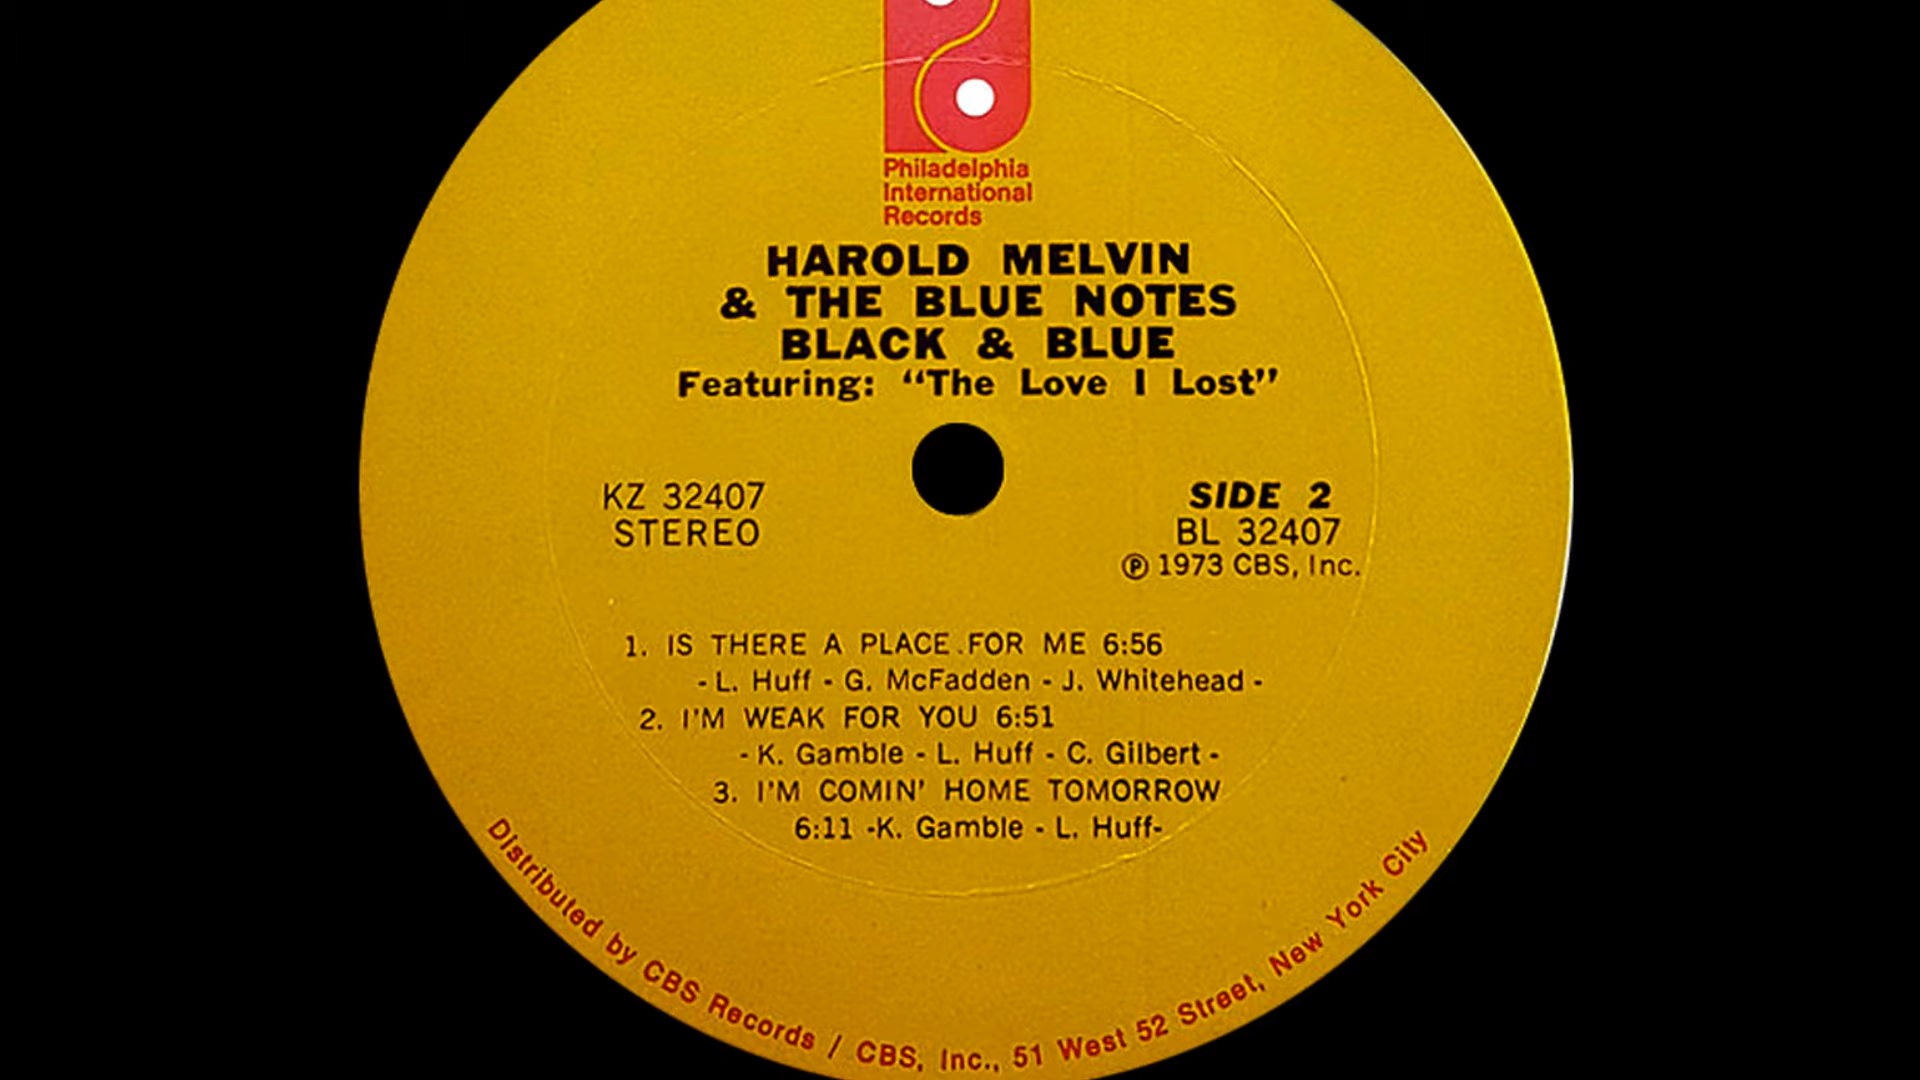 Philadelphia
International
Records
HAROLD MELVIN
& THE BLUE NOTES
BLACK & BLUE
Featuring: “The Love I Lost”
KZ 32407
STEREO
SIDE 2
BL 32407
Ⓟ 1973 CBS, Inc.
1. IS THERE A PLACE FOR ME 6:56
- L. Huff - G. McFadden - J. Whitehead -
2. I'M WEAK FOR YOU 6:51
- K. Gamble - L. Huff - C. Gilbert -
3. I'M COMIN' HOME TOMORROW
6:11 -K. Gamble - L. Huff-
Distributed by CBS Records / CBS, Inc., 51 West 52 Street, New York City